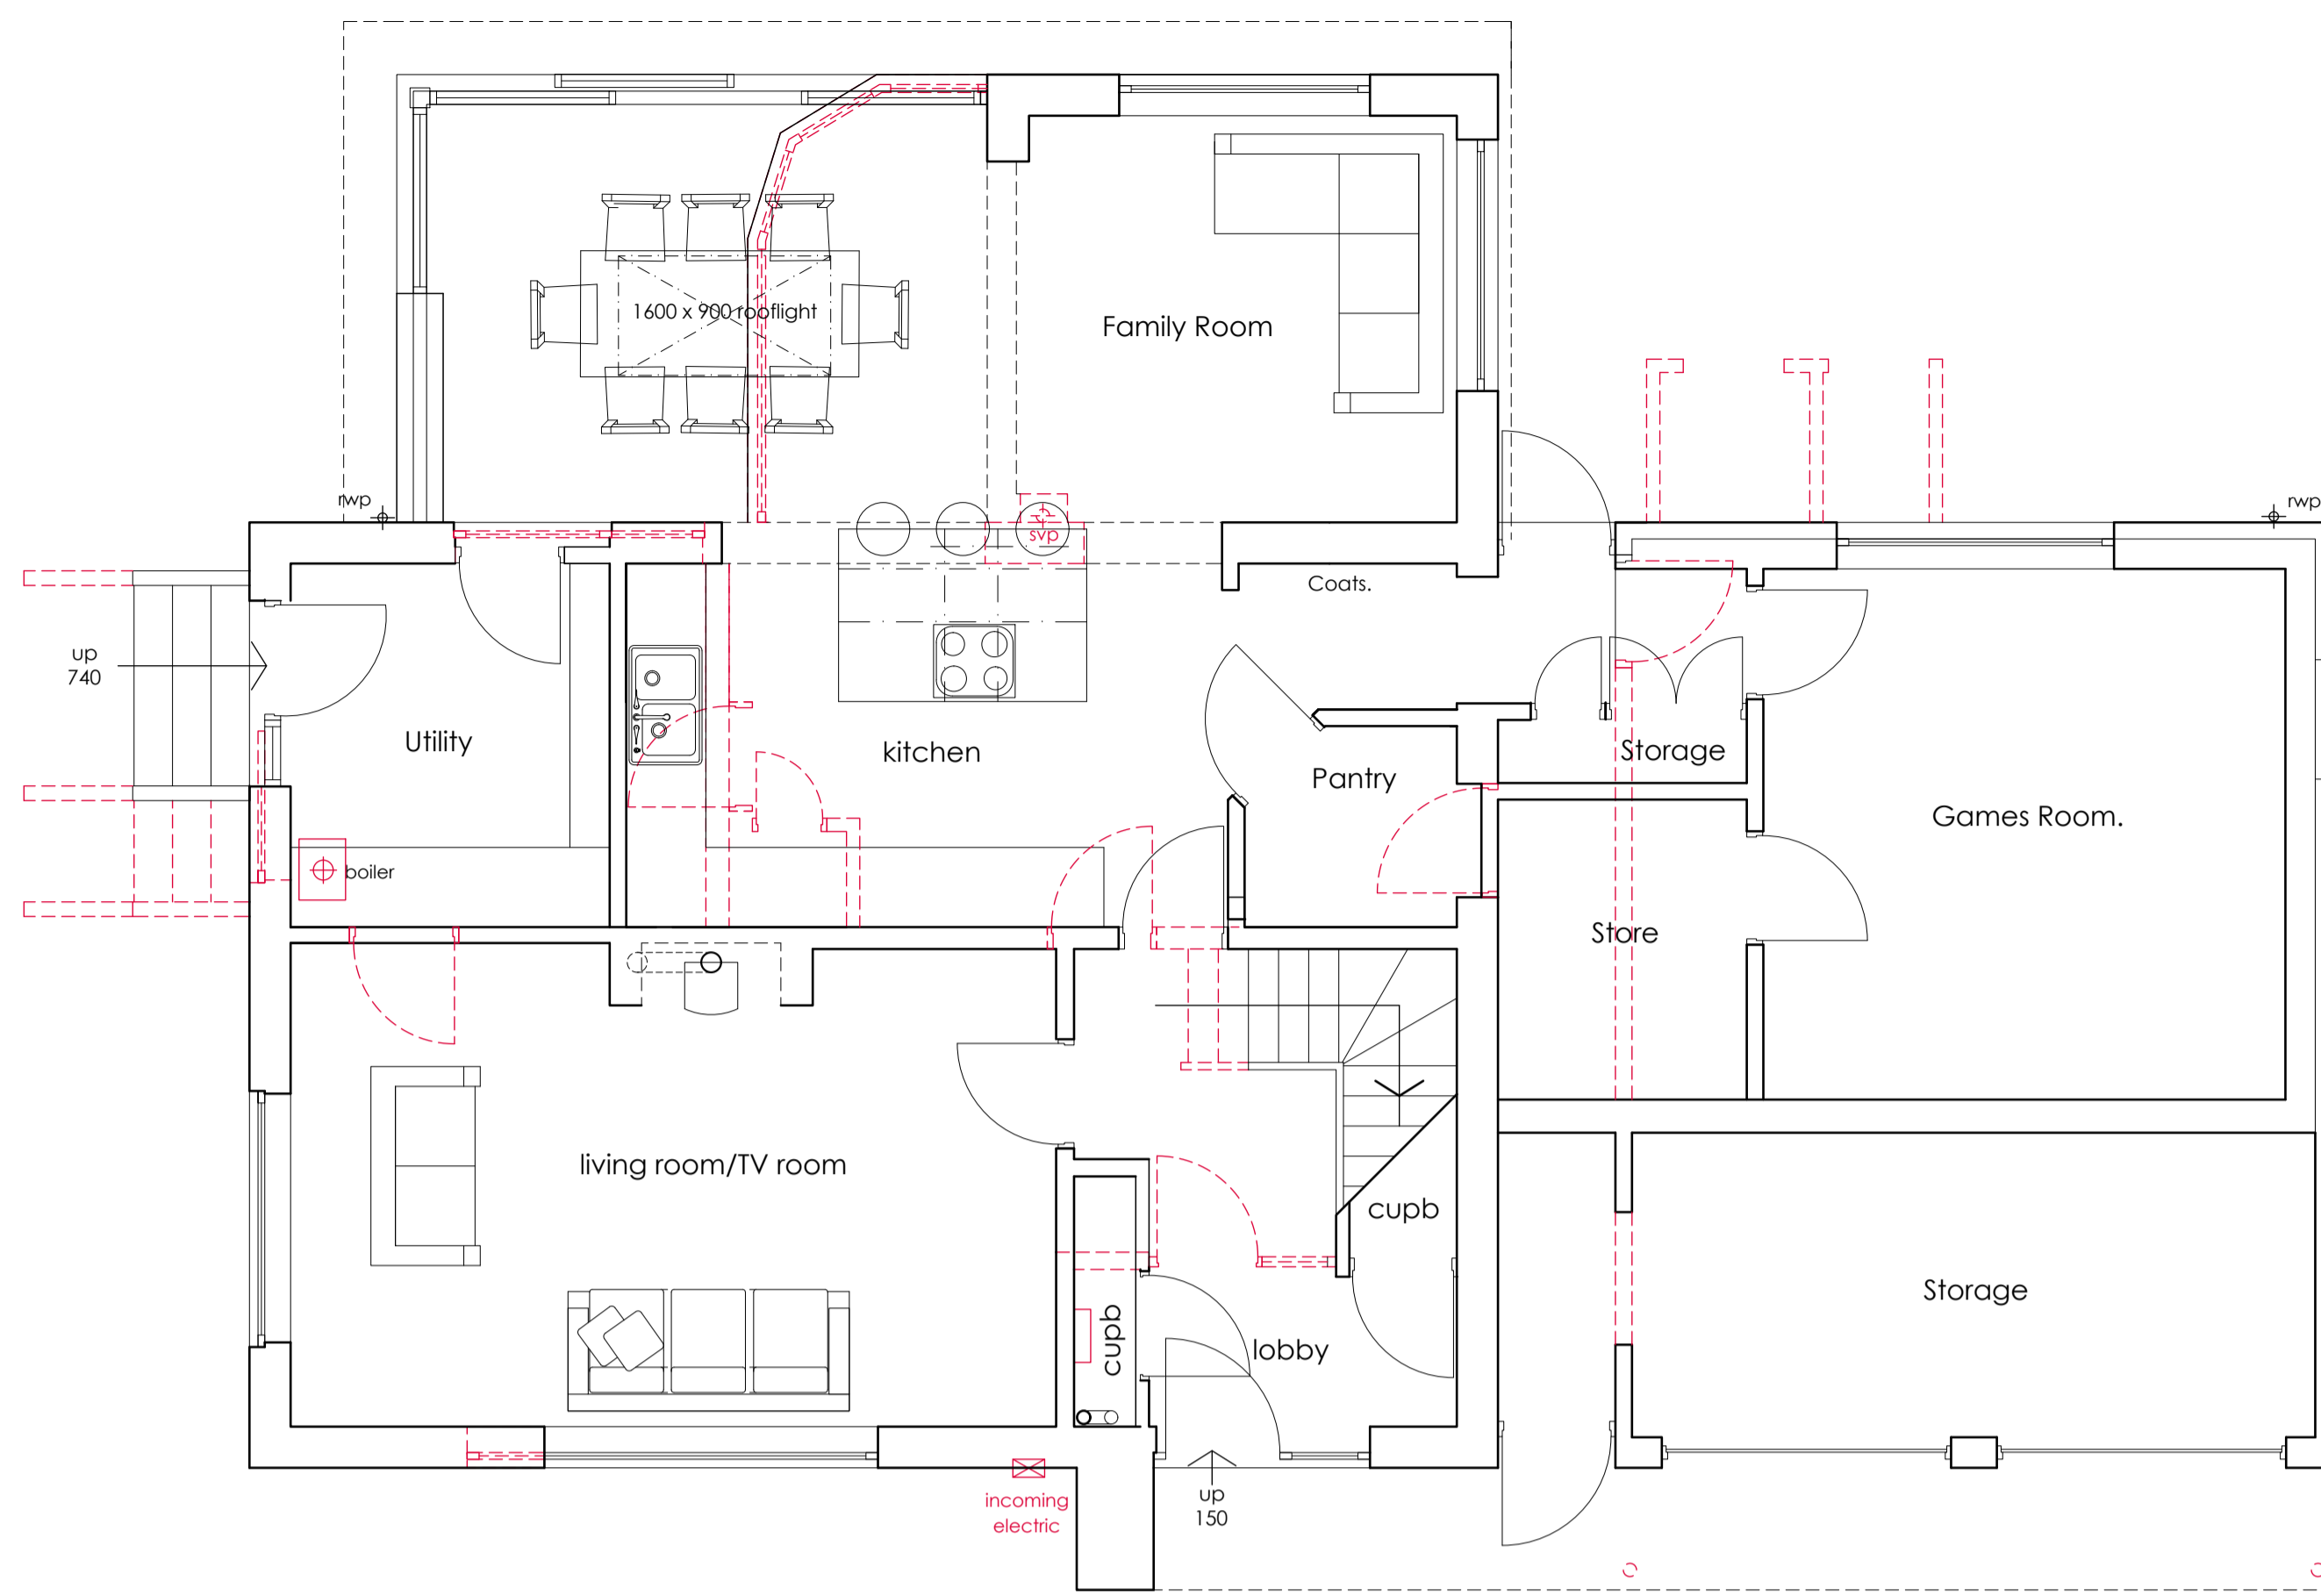 1600 x 900 rooflight
Family Room
rwp
rwp
svp
Coats.
up
740
Utility
kitchen
Pantry
Storage
Games Room.
boiler
Store
living room/TV room
cupb
Storage
cupb
lobby
incoming
electric
up
150